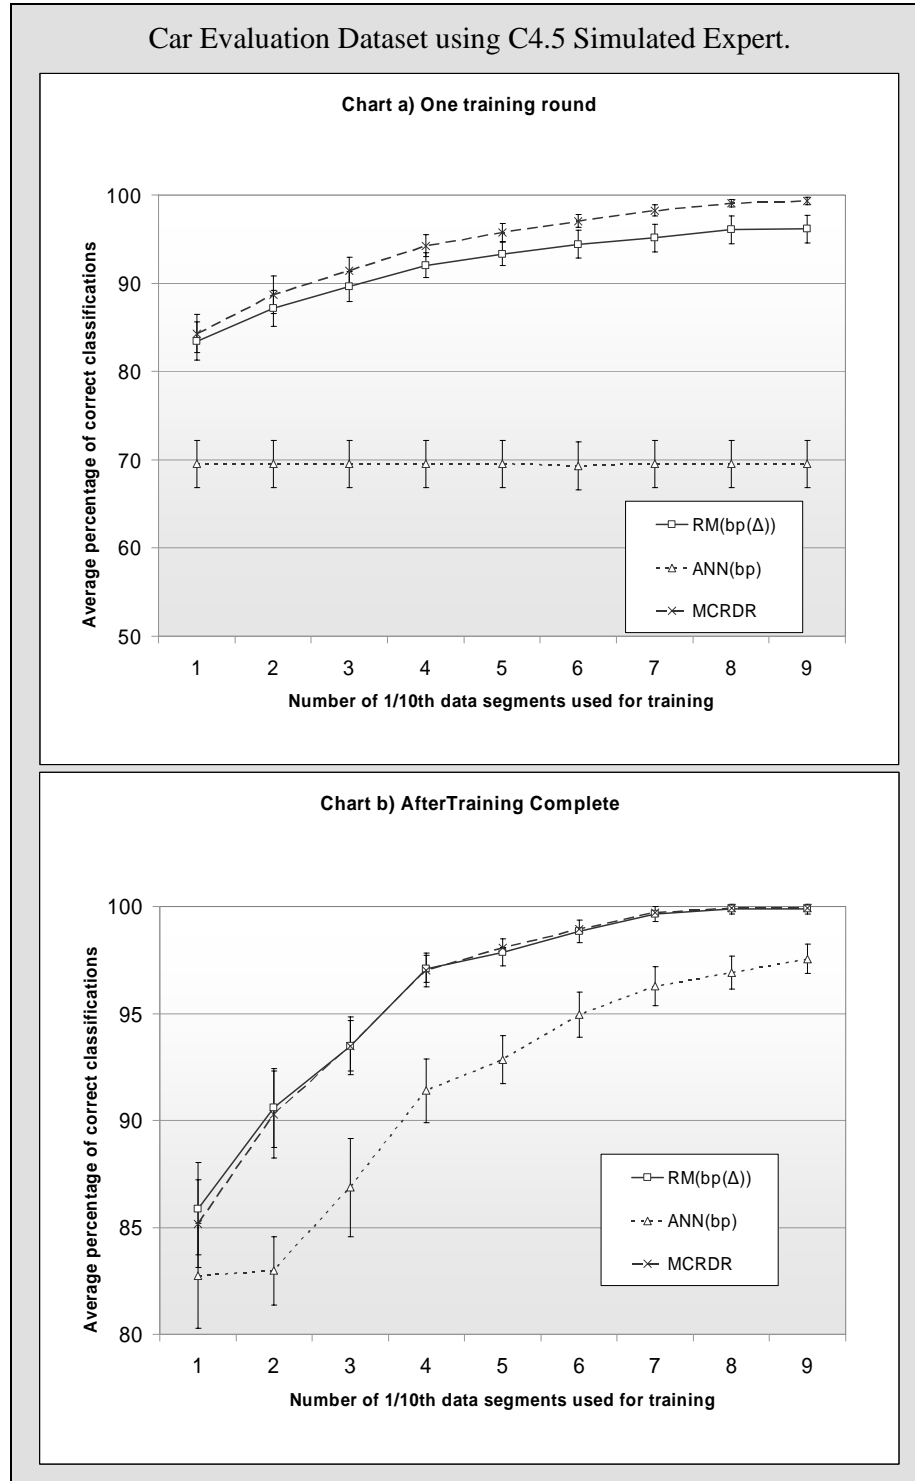 Car Evaluation Dataset using C4.5 Simulated Expert.
Chart a) One training round
Average percentage of correct classifications
100
90
80
70
60
50
RM(bp(Δ))
ANN(bp)
MCRDR
1 2 3 4 5 6 7 8 9
Number of 1/10th data segments used for training
Chart b) AfterTraining Complete
Average percentage of correct classifications
100
95
90
85
80
RM(bp(Δ))
ANN(bp)
MCRDR
1 2 3 4 5 6 7 8 9
Number of 1/10th data segments used for training